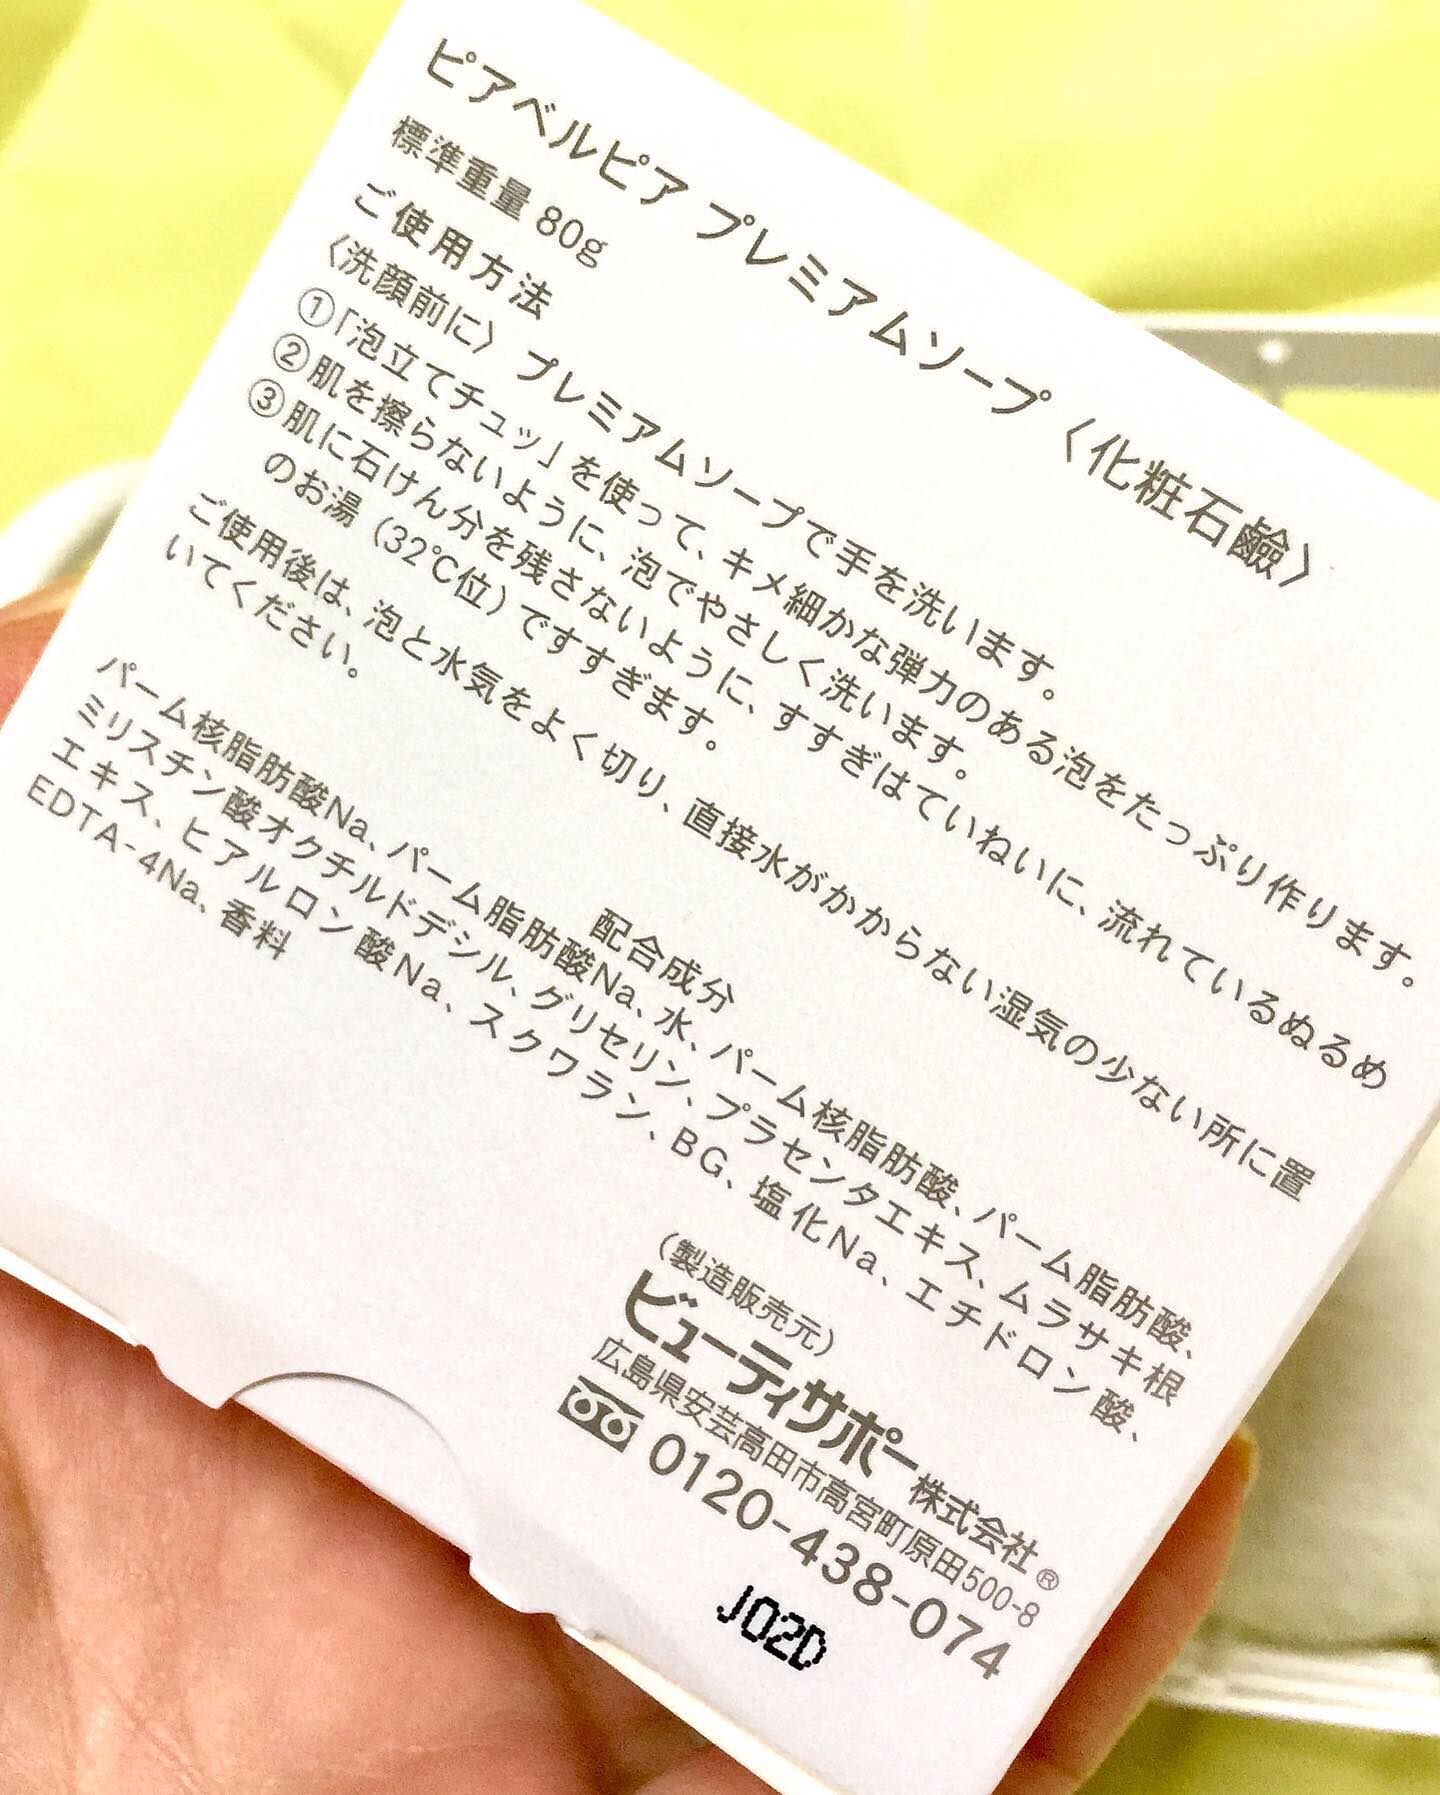 ピアベルピア プレミアムソープ〈化粧石鹸〉
標準重量 80g
ご使用方法
〈洗顔前に〉 プレミアムソープで手を洗います。
①「泡立てチュッ」を使って、キメ細かな弾力のある泡をたっぷり作ります。
②肌を擦らないように、泡でやさしく洗います。
③肌に石けん分を残さないように、すすぎはていねいに、流れているぬるめ
のお湯（32℃位）ですすぎます。
ご使用後は、泡と水気をよく切り、直接水がかからない湿気の少ない所に置
いてください。
配合成分
パーム核脂肪酸Na、パーム脂肪酸Na、水、パーム核脂肪酸、パーム脂肪酸、
ミリスチン酸オクチルドデシル、グリセリン、プラセンタエキス、ムラサキ根
エキス、ヒアルロン酸Na、スクワラン、BG、塩化Na、エチドロン酸、
EDTA-4Na、香料
（製造販売元）
ビューティサポー株式会社®
広島県安芸高田市高宮町原田500-8
0120-438-074
J02D